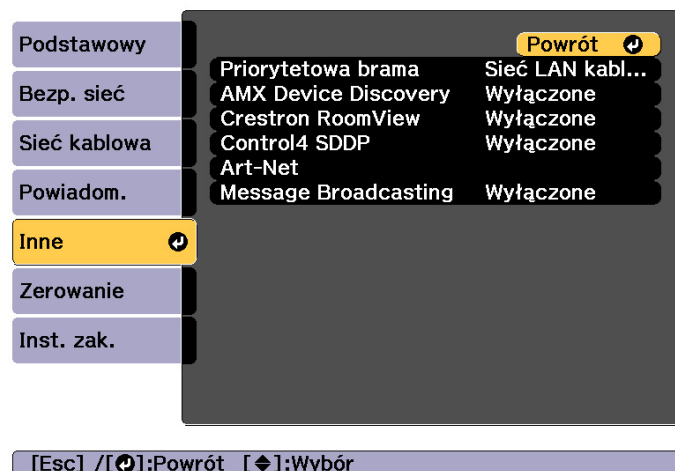 Podstawowy
Bezp. sieć
Sieć kablowa
Powiadom.
Inne
Zerowanie
Inst. zak.
Powrót
Priorytetowa brama Sieć LAN kabl...
AMX Device Discovery Wyłączone
Crestron RoomView Wyłączone
Control4 SDDP Wyłączone
Art-Net
Message Broadcasting Wyłączone
[Esc] /[↵]:Powrót [◆]:Wybór